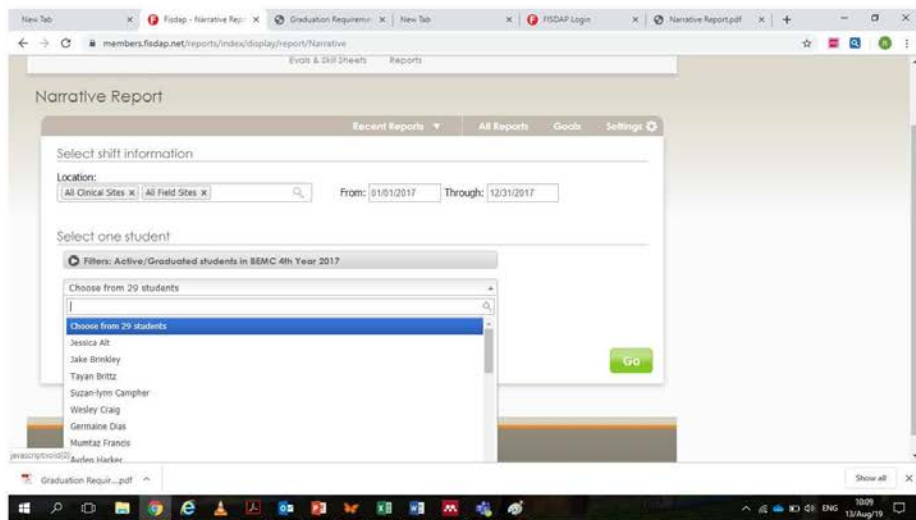 New Tab
Fisdap - Narrative Rep
Graduation Requirem
New Tab
FISDAP Login
Narrative Report.pdf
members.fisdap.net/reports/index/display/report/Narrative
Evals & Skill Sheets Reports
Narrative Report
Recent Reports All Reports Goals Settings
Select shift information
Location:
All Clinical Sites x All Field Sites x From: 01/01/2017 Through: 12/31/2017
Select one student
Filters: Active/Graduated students in BEMC 4th Year 2017
Choose from 29 students
Choose from 29 students
Jessica Alt
Jake Brinkley
Tayan Brittz
Suzan-lynn Campher
Wesley Craig
Germaine Dias
Mumtaz Francis
Ayden Harker
Go
javascript:void(0)
Graduation Requir....pdf
Show all
ENG
10:09
13/Aug/19